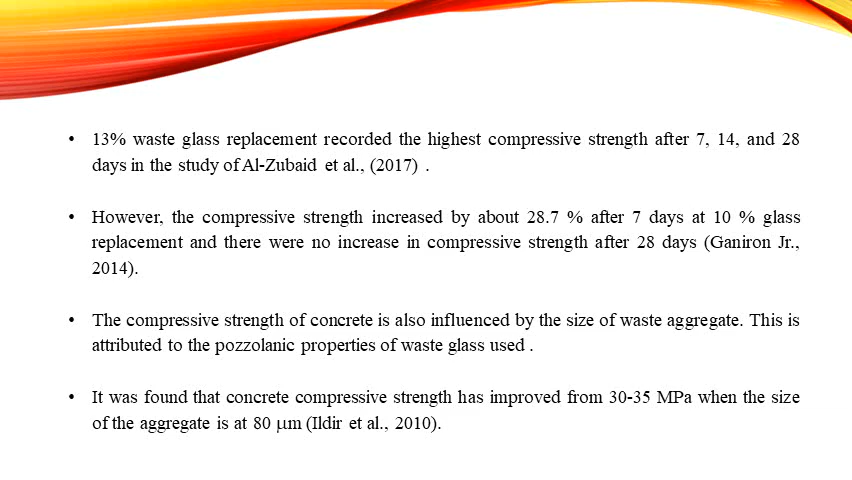 • 13% waste glass replacement recorded the highest compressive strength after 7, 14, and 28
days in the study of Al-Zubaid et al., (2017) .
• However, the compressive strength increased by about 28.7 % after 7 days at 10 % glass
replacement and there were no increase in compressive strength after 28 days (Ganiron Jr.,
2014).
• The compressive strength of concrete is also influenced by the size of waste aggregate. This is
attributed to the pozzolanic properties of waste glass used .
• It was found that concrete compressive strength has improved from 30-35 MPa when the size
of the aggregate is at 80 μm (Ildir et al., 2010).